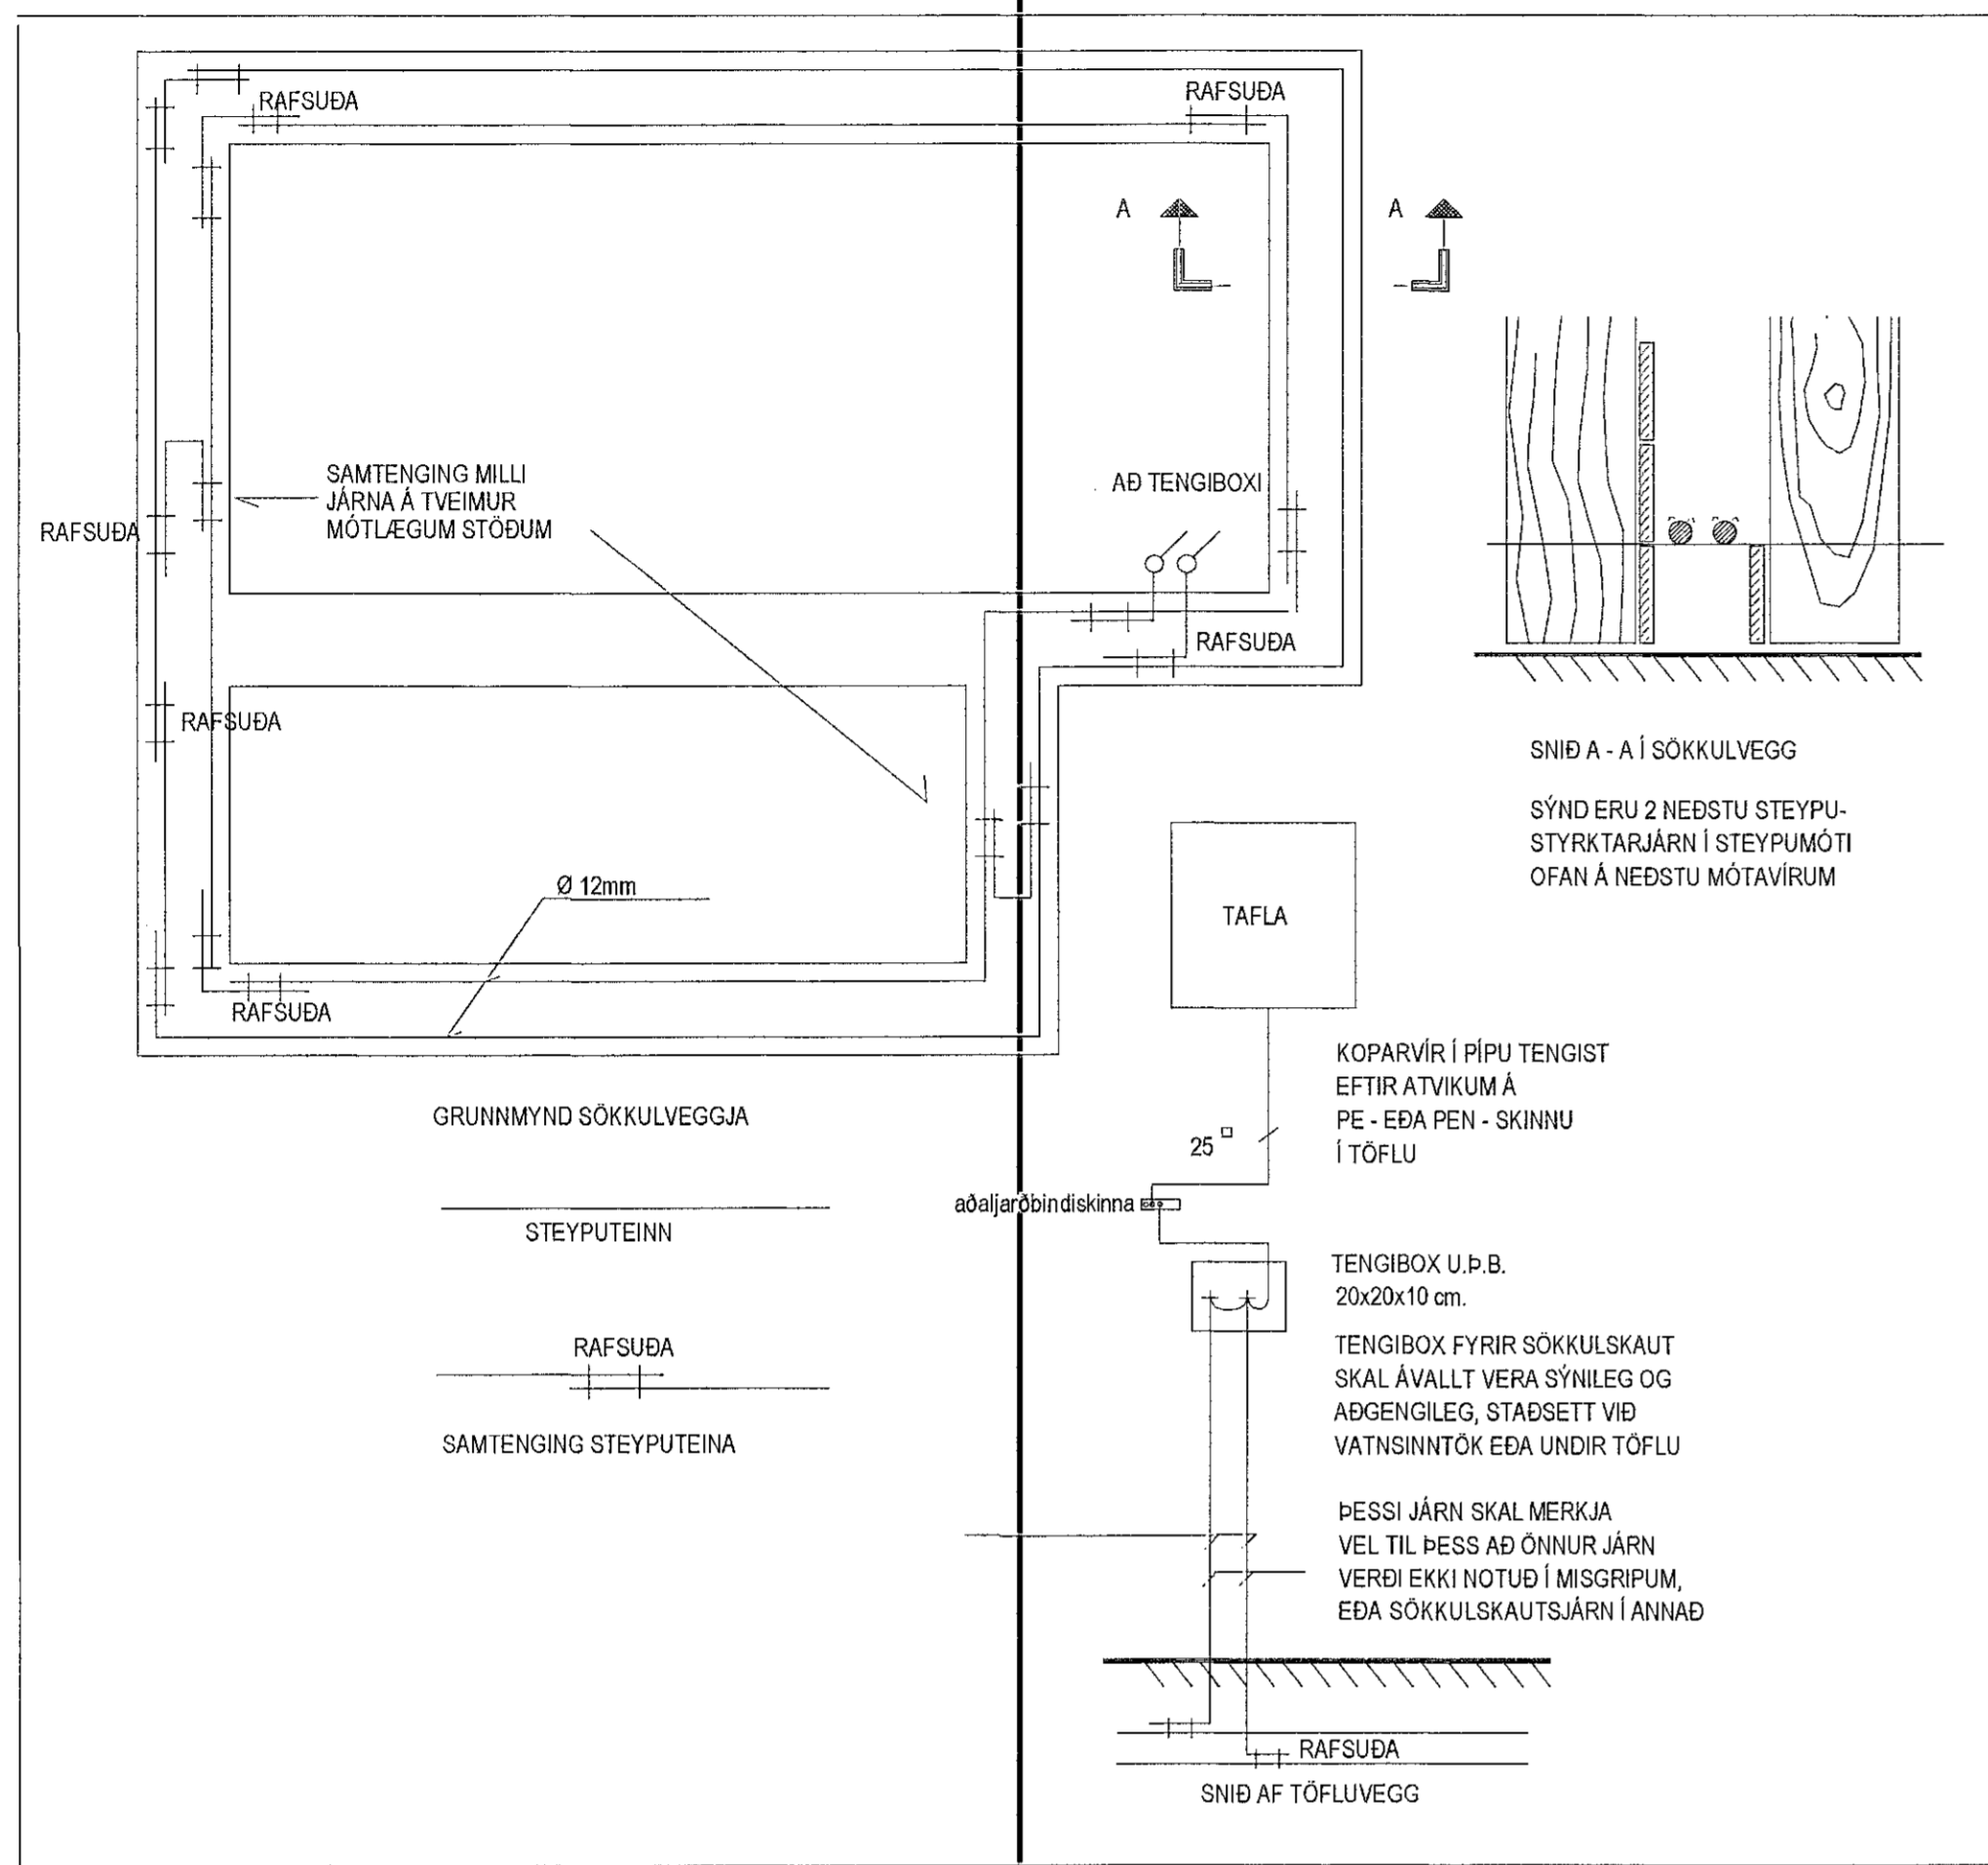 RAFSUÐA
RAFSUÐA
A
A
SAMTENGING MILLI
JÁRNA Á TVEIMUR
MÓTLÆGUM STÖÐUM
AÐ TENGIBOXI
RAFSUÐA
RAFSUÐA
RAFSUÐA
Ø 12mm
RAFSUÐA
SNIÐ A - A Í SÖKKULVEGG
SÝND ERU 2 NEÐSTU STEYPU-
STYRKTARJÁRN Í STEYPUMÓTI
OFAN Á NEÐSTU MÓTAVÍRUM
TAFLA
GRUNNMYND SÖKKULVEGGJA
STEYPUTEINN
RAFSUÐA
SAMTENGING STEYPUTEINA
KOPARVÍR Í PÍPU TENGIST
EFTIR ATVIKUM Á
PE - EÐA PEN - SKINNU
Í TÖFLU
25 □
aðaljarðbindiskinna
TENGIBOX U.Þ.B.
20x20x10 cm.
TENGIBOX FYRIR SÖKKULSKAUT
SKAL ÁVALLT VERA SÝNILEG OG
AÐGENGILEG, STAÐSETT VIÐ
VATNSINNTÖK EÐA UNDIR TÖFLU
ÞESSI JÁRN SKAL MERKJA
VEL TIL ÞESS AÐ ÖNNUR JÁRN
VERÐI EKKI NOTUÐ Í MISGRIPUM,
EÐA SÖKKULSKAUTSJÁRN Í ANNAÐ
RAFSUÐA
SNIÐ AF TÖFLUVEGG